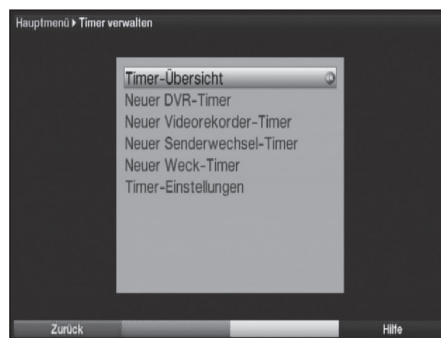 Hauptmenü ▸ Timer verwalten
Timer-Übersicht
Neuer DVR-Timer
Neuer Videorekorder-Timer
Neuer Senderwechsel-Timer
Neuer Weck-Timer
Timer-Einstellungen
Zurück Hilfe